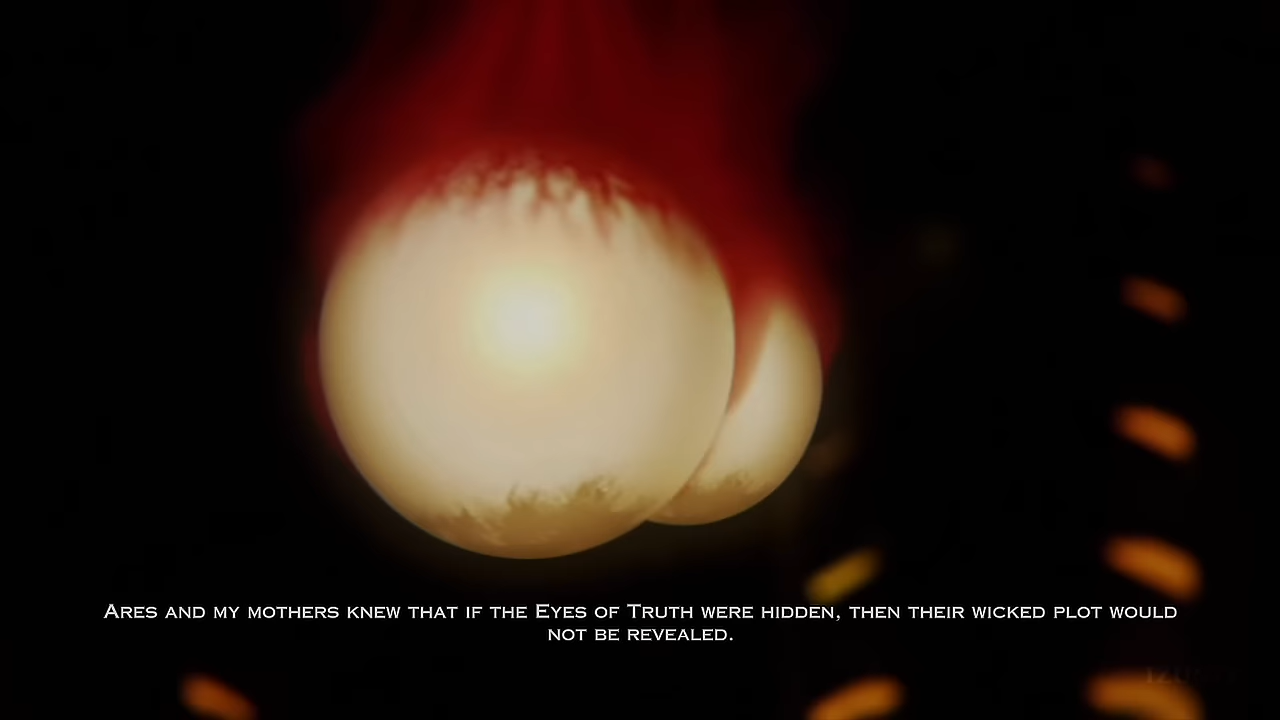 Ares and my mothers knew that if the Eyes of Truth were hidden, then their wicked plot would
not be revealed.